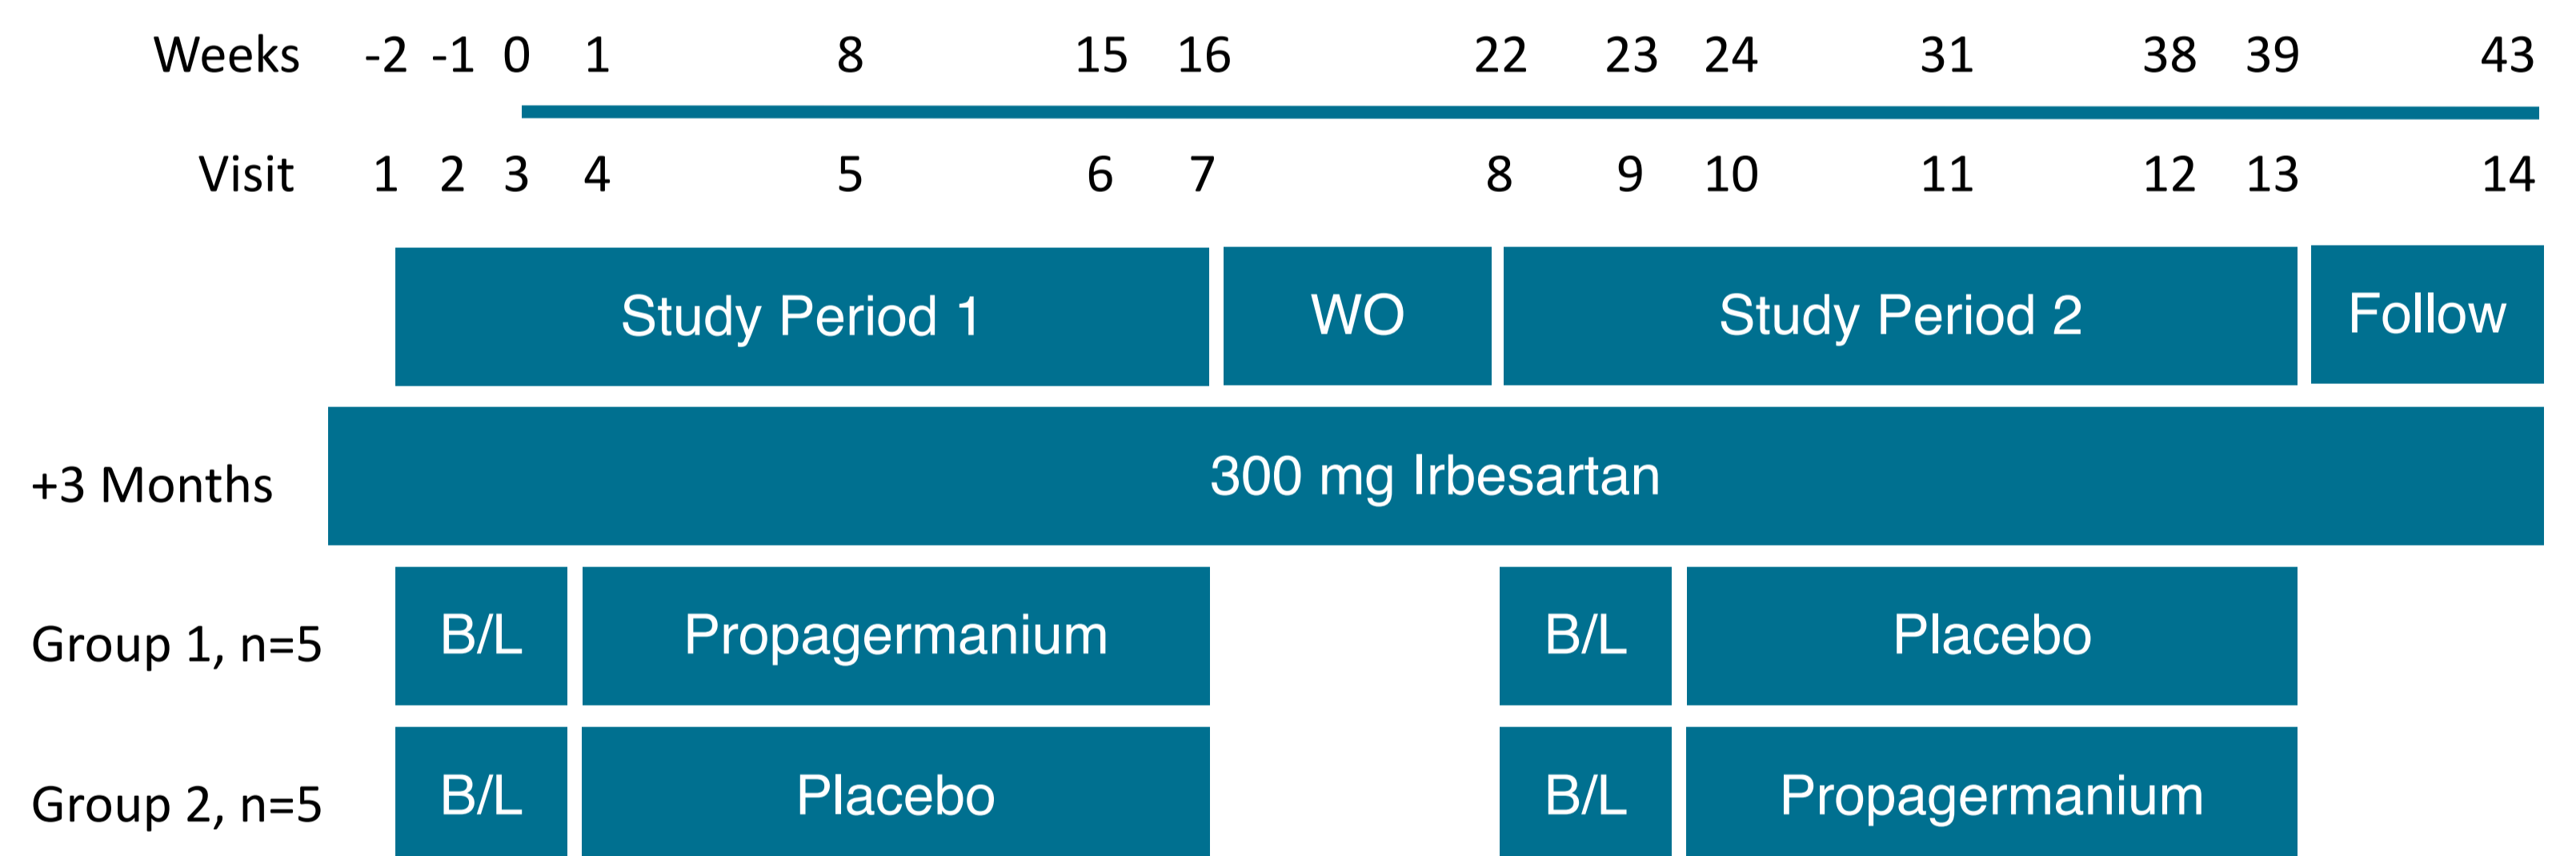 Weeks -2 -1 0 1 8 15 16 22 23 24 31 38 39 43
Visit 1 2 3 4 5 6 7 8 9 10 11 12 13 14
Study Period 1 WO Study Period 2 Follow
+3 Months 300 mg Irbesartan
Group 1, n=5 B/L Propagermanium B/L Placebo
Group 2, n=5 B/L Placebo B/L Propagermanium